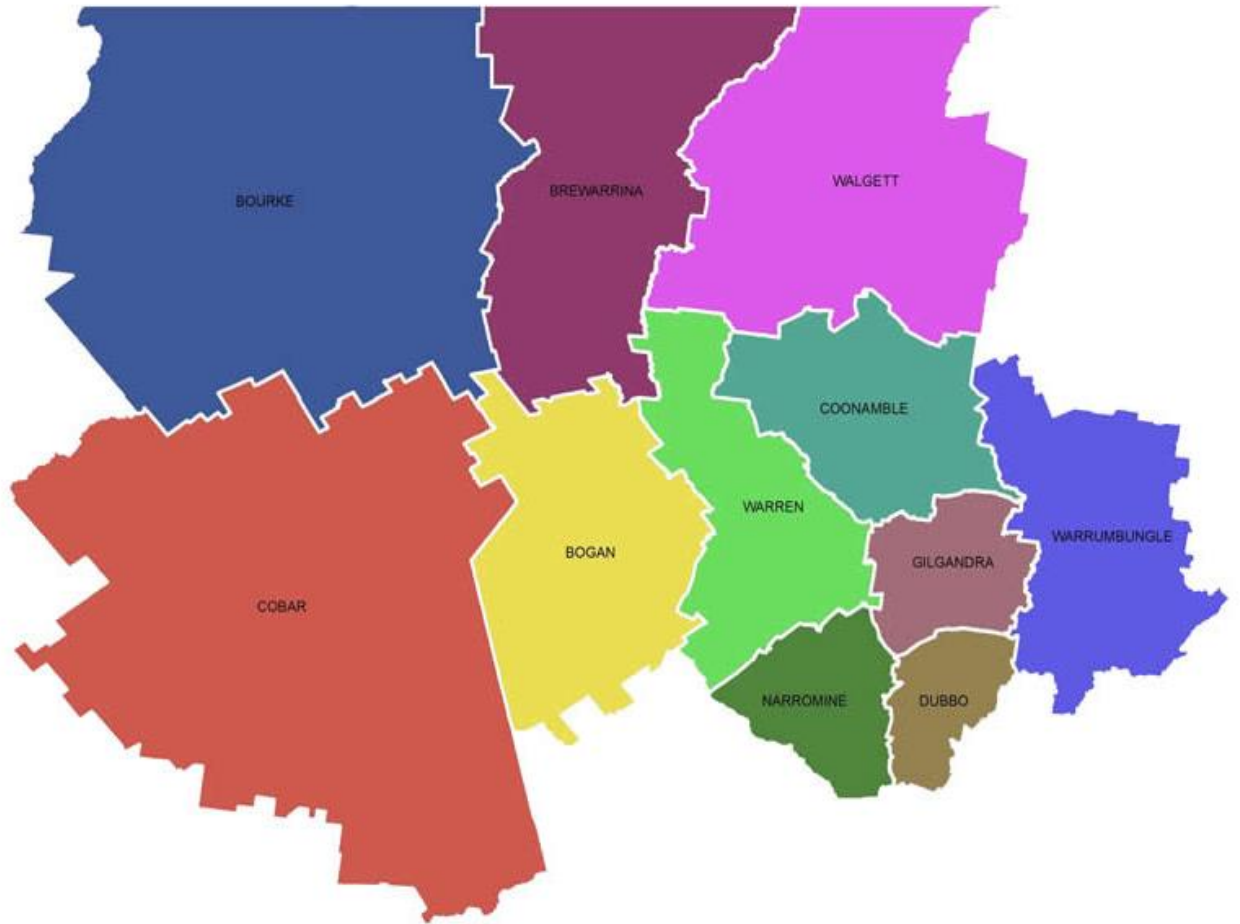 WALGETT
BREWARRINA
BOURKE
COONAMBLE
WARREN
WARRUMBUNGLE
BOGAN
GILGANDRA
COBAR
NARROMINE
DUBBO